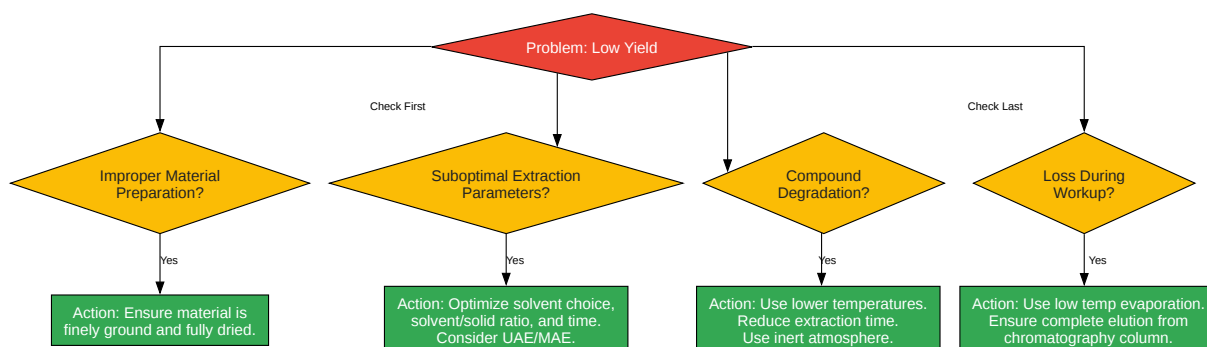 Problem: Low Yield
Check First
Check Last
Improper Material
Preparation?
Suboptimal Extraction
Parameters?
Compound
Degradation?
Loss During
Workup?
Yes
Yes
Yes
Yes
Action: Ensure material is
finely ground and fully dried.
Action: Optimize solvent choice,
solvent/solid ratio, and time.
Consider UAE/MAE.
Action: Use lower temperatures.
Reduce extraction time.
Use inert atmosphere.
Action: Use low temp evaporation.
Ensure complete elution from
chromatography column.